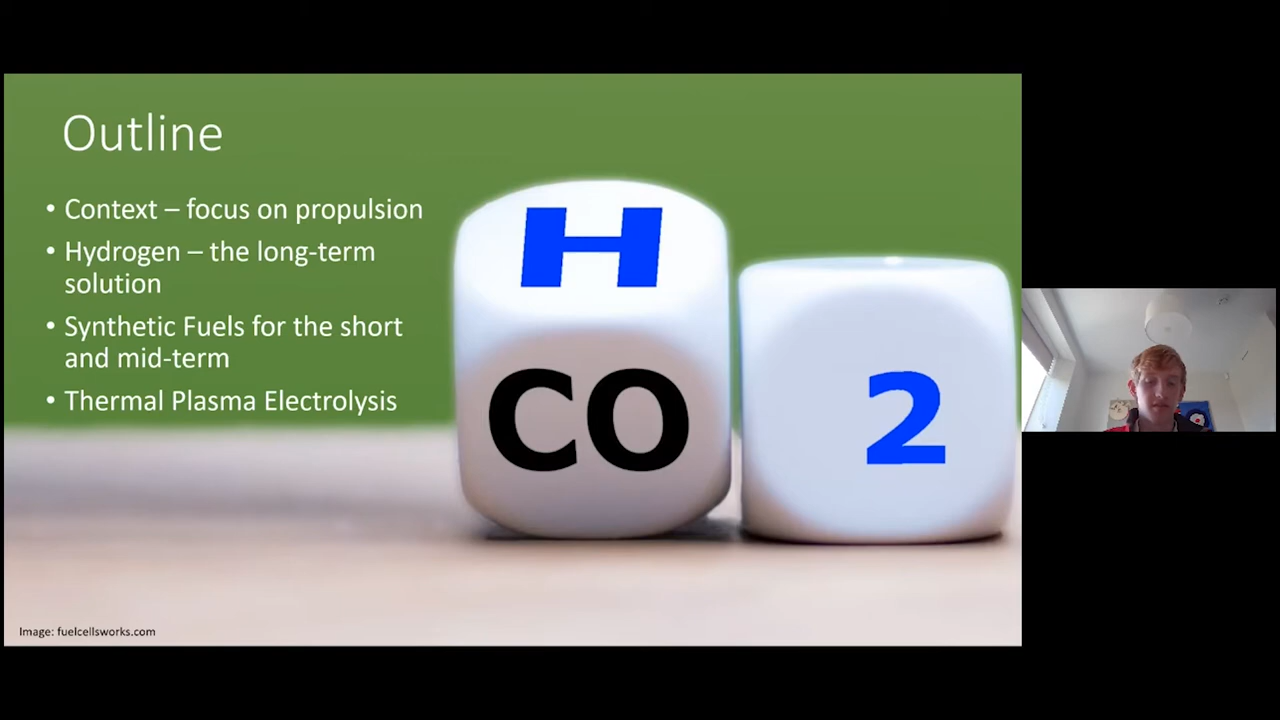 Outline
• Context – focus on propulsion
• Hydrogen – the long-term
solution
• Synthetic Fuels for the short
and mid-term
• Thermal Plasma Electrolysis
H
CO 2
Image: fuelcellsworks.com